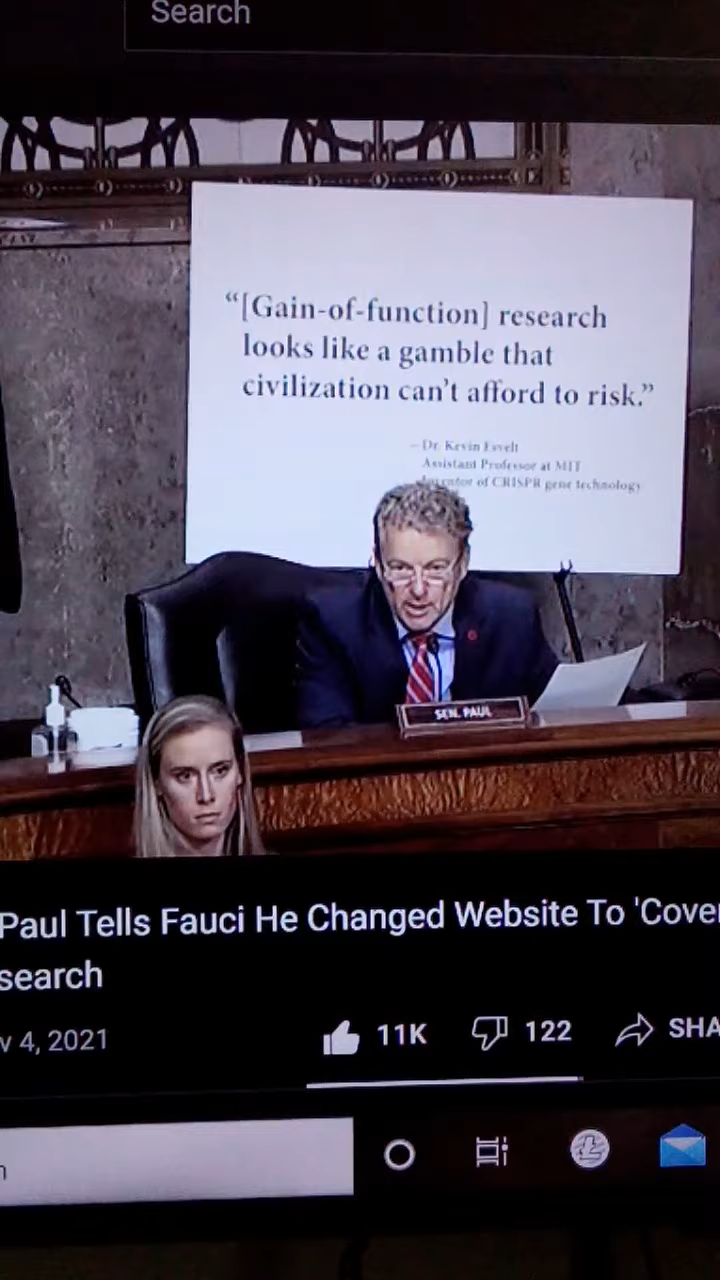 Search
“[Gain-of-function] research
looks like a gamble that
civilization can't afford to risk.”
– Dr. Kevin Esvelt
Assistant Professor at MIT
Inventor of CRISPR gene technology
SEN. PAUL
Paul Tells Fauci He Changed Website To 'Cover
search
v 4, 2021
11K
122
SHA
n